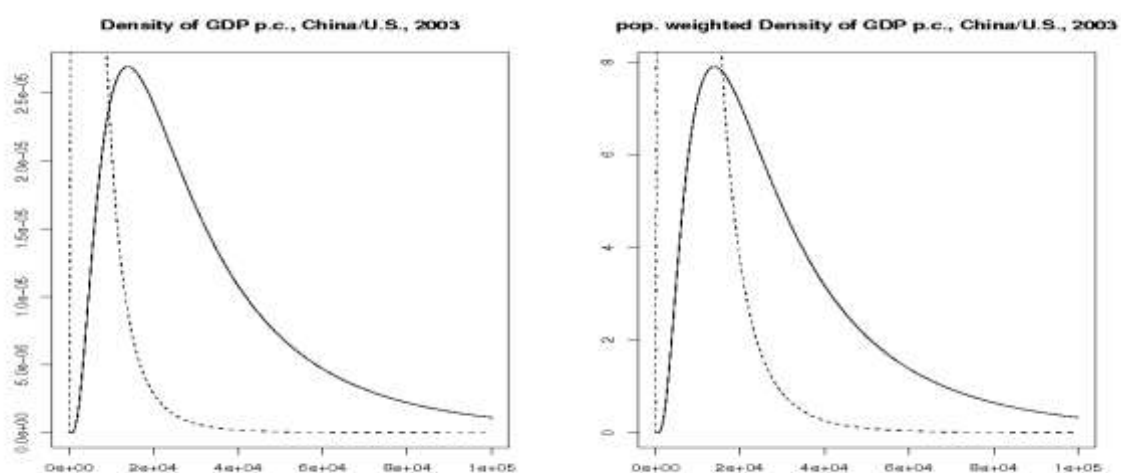 Density of GDP p.c., China/U.S., 2003
2.5e-05
2.0e-05
1.5e-05
1.0e-05
5.0e-06
0.0e+00
0e+00 2e+04 4e+04 6e+04 8e+04 1e+05
pop. weighted Density of GDP p.c., China/U.S., 2003
8
6
4
2
0
0e+00 2e+04 4e+04 6e+04 8e+04 1e+05